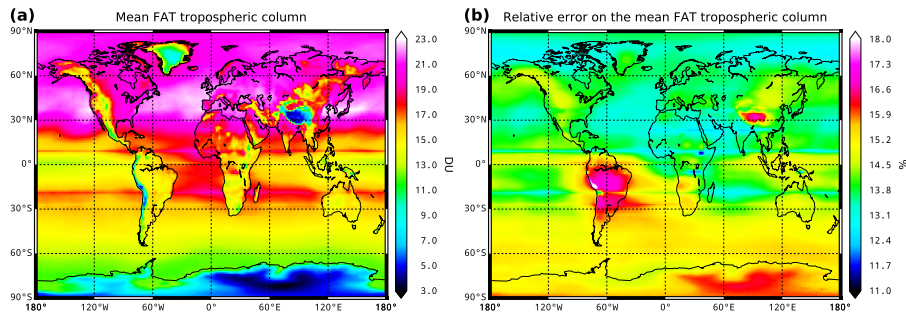 (a) Mean FAT tropospheric column
90°N
60°N
30°N
0°
30°S
60°S
90°S
180° 120°W 60°W 0° 60°E 120°E 180°
23.0
21.0
19.0
17.0
15.0
13.0
11.0
9.0
7.0
5.0
3.0
DU
(b) Relative error on the mean FAT tropospheric column
90°N
60°N
30°N
0°
30°S
60°S
90°S
180° 120°W 60°W 0° 60°E 120°E 180°
18.0
17.3
16.6
15.9
15.2
14.5
13.8
13.1
12.4
11.7
11.0
%